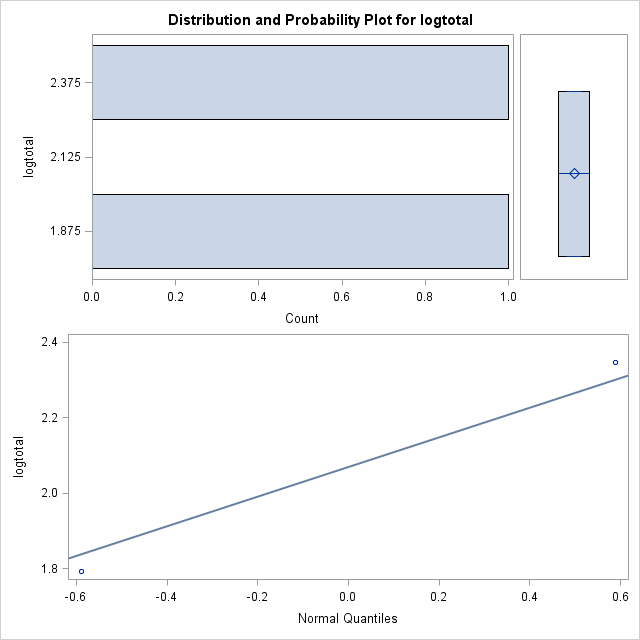 Distribution and Probability Plot for logtotal
logtotal
2.375
2.125
1.875
0.0 0.2 0.4 0.6 0.8 1.0
Count
logtotal
2.4
2.2
2.0
1.8
-0.6 -0.4 -0.2 0.0 0.2 0.4 0.6
Normal Quantiles